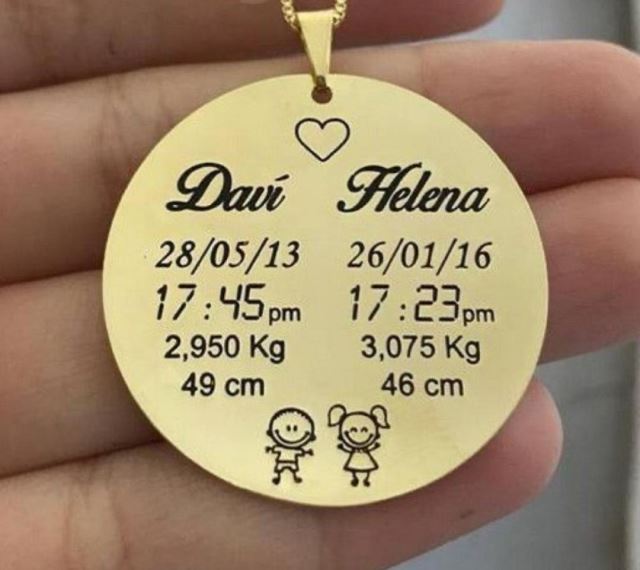 Daví Helena
28/05/13 26/01/16
17:45pm 17:23pm
2,950 Kg 3,075 Kg
49 cm 46 cm